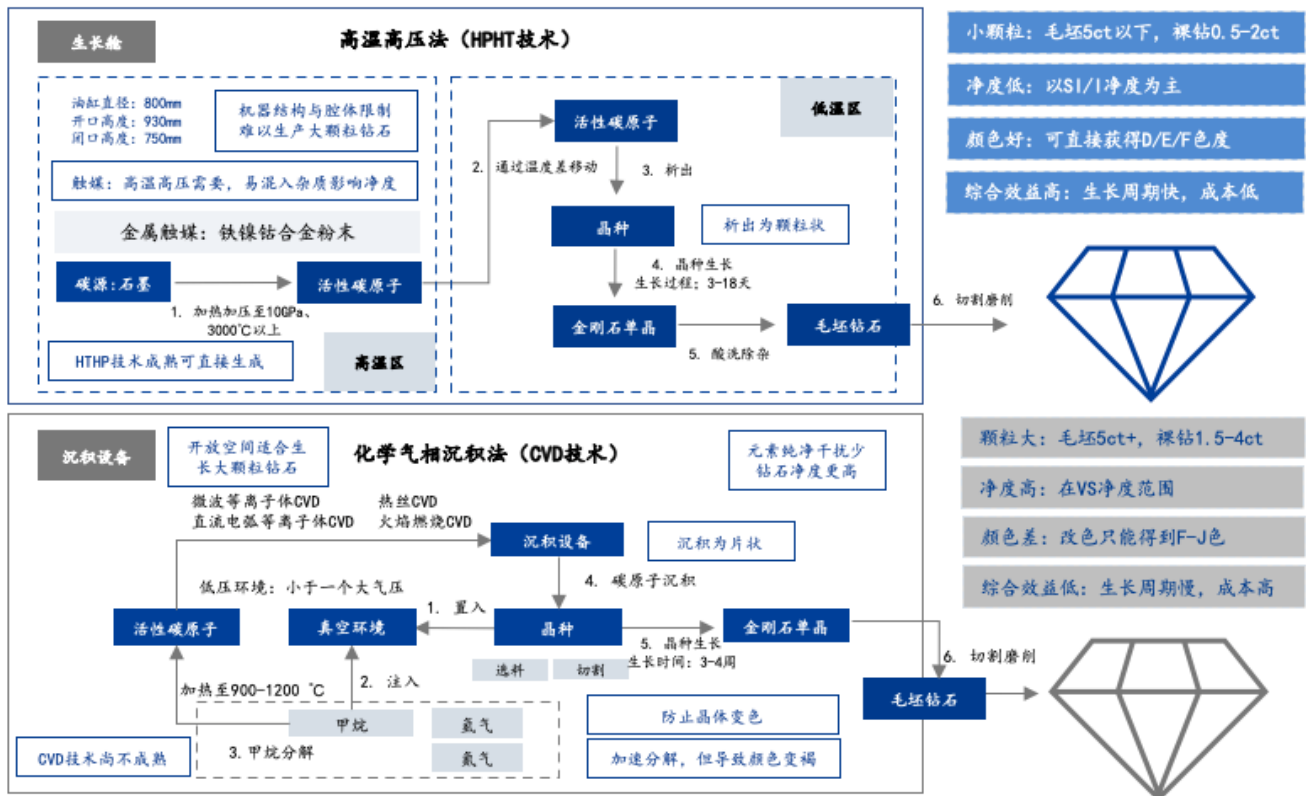 生长舱
高温高压法（HPHT技术）
油缸直径：800mm
开口高度：930mm
闭口高度：750mm
机器结构与腔体限制
难以生产大颗粒钻石
触媒：高温高压需要，易混入杂质影响净度
金属触媒：铁镍钴合金粉末
碳源:石墨
活性碳原子
1. 加热加压至10GPa、
3000℃以上
HTHP技术成熟可直接生成
高温区
2. 通过温度差移动
活性碳原子
低温区
3. 析出
晶种
析出为颗粒状
4. 晶种生长
生长过程；3-18天
金刚石单晶
5. 酸洗除杂
毛坯钻石
6. 切割磨削
小颗粒：毛坯5ct以下，裸钻0.5-2ct
净度低：以SI/I净度为主
颜色好：可直接获得D/E/F色度
综合效益高：生长周期快，成本低
沉积设备
开放空间适合生
长大颗粒钻石
化学气相沉积法（CVD技术）
元素纯净干扰少
钻石净度更高
微波等离子体CVD
热丝CVD
直流电弧等离子体CVD
火焰燃烧CVD
沉积设备
沉积为片状
低压环境：小于一个大气压
4. 碳原子沉积
活性碳原子
真空环境
1. 置入
晶种
选料
切割
5. 晶种生长
生长时间：3-4周
金刚石单晶
6. 切割磨削
毛坯钻石
加热至900-1200 ℃
2. 注入
甲烷
3. 甲烷分解
氢气
氮气
防止晶体变色
加速分解，但导致颜色变褐
CVD技术尚不成熟
颗粒大：毛坯5ct+，裸钻1.5-4ct
净度高：在VS净度范围
颜色差：改色只能得到F-J色
综合效益低：生长周期慢，成本高